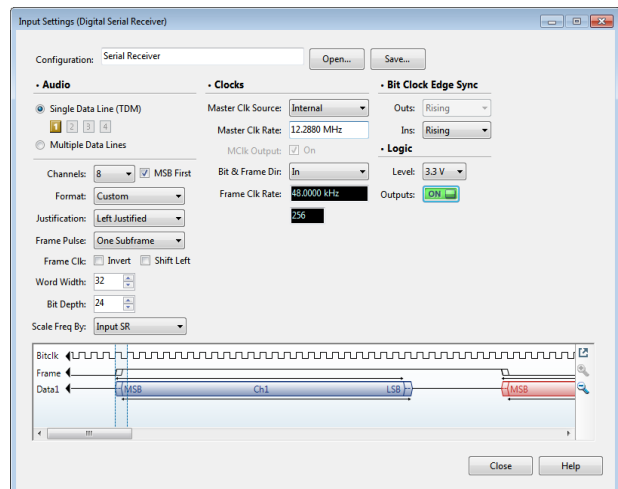 Input Settings (Digital Serial Receiver)
Configuration: Serial Receiver Open... Save...
• Audio
Single Data Line (TDM)
1 2 3 4
Multiple Data Lines
Channels: 8 MSB First
Format: Custom
Justification: Left Justified
Frame Pulse: One Subframe
Frame Clk: Invert Shift Left
Word Width: 32
Bit Depth: 24
Scale Freq By: Input SR
• Clocks
Master Clk Source: Internal
Master Clk Rate: 12.2880 MHz
MClk Output: On
Bit & Frame Dir: In
Frame Clk Rate: 48.0000 kHz
256
• Bit Clock Edge Sync
Outs: Rising
Ins: Rising
• Logic
Level: 3.3 V
Outputs: ON
Bitclk
Frame
Data1 MSB Ch1 LSB MSB
Close Help